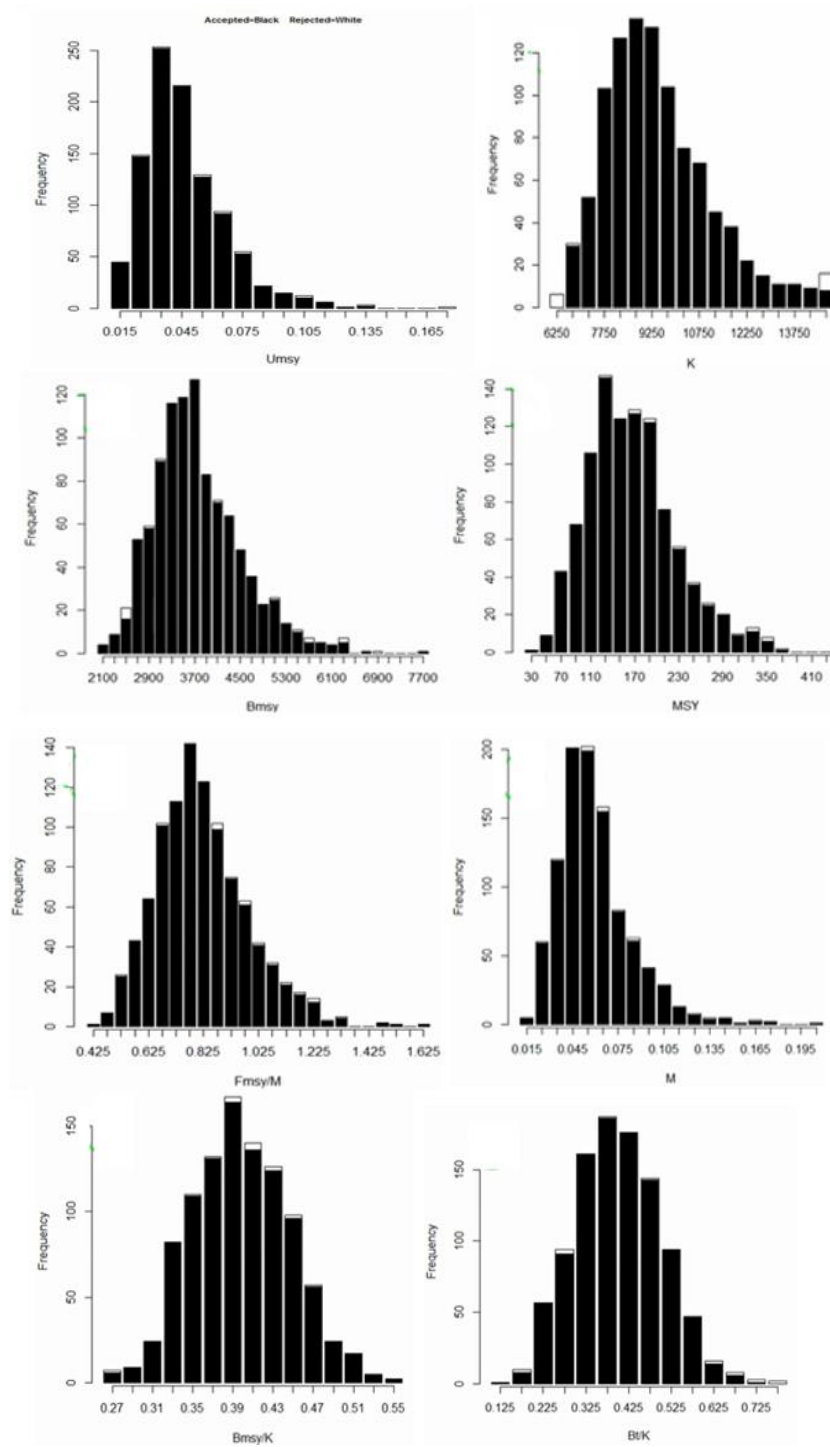 Accepted=Black Rejected=White
Frequency
0 50 100 150 200 250
0.015 0.045 0.075 0.105 0.135 0.165
Umsy
Frequency
0 20 40 60 80 100 120
6250 7750 9250 10750 12250 13750
K
Frequency
0 20 40 60 80 100 120
2100 2900 3700 4500 5300 6100 6900 7700
Bmsy
Frequency
0 20 40 60 80 100 120 140
30 70 110 170 230 290 350 410
MSY
Frequency
0 20 40 60 80 100 120 140
0.425 0.625 0.825 1.025 1.225 1.425 1.625
Fmsy/M
Frequency
0 50 100 150 200
0.015 0.045 0.075 0.105 0.135 0.165 0.195
M
Frequency
0 50 100 150
0.27 0.31 0.35 0.39 0.43 0.47 0.51 0.55
Bmsy/K
Frequency
0 50 100 150
0.125 0.225 0.325 0.425 0.525 0.625 0.725
Bt/K